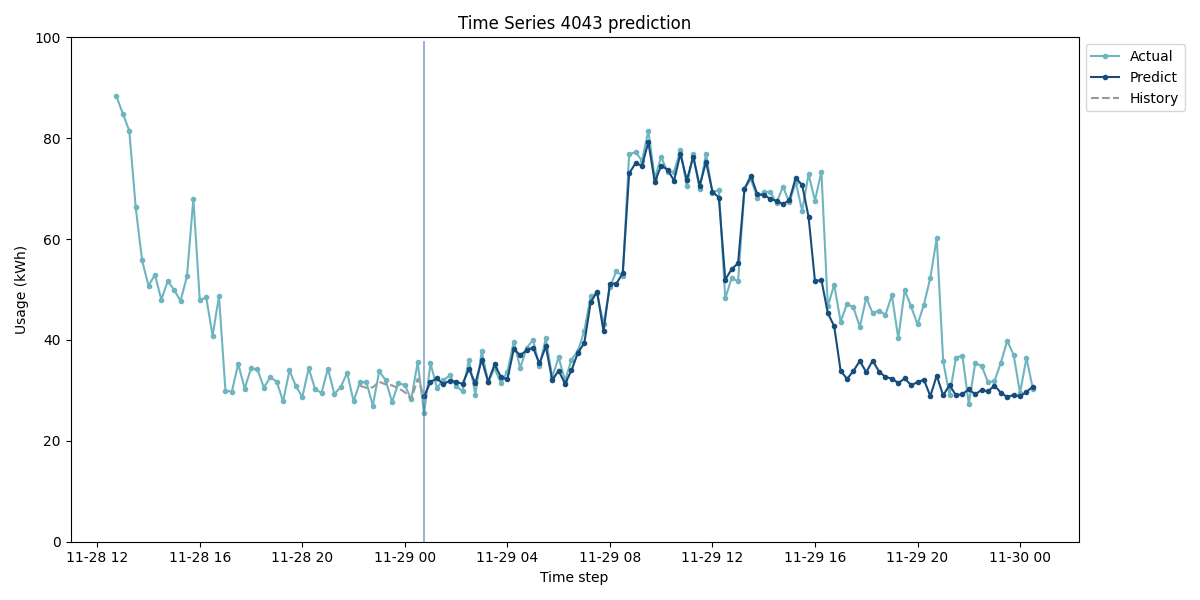 Time Series 4043 prediction
100
80
60
40
20
0
Usage (kWh)
11-28 12
11-28 16
11-28 20
11-29 00
11-29 04
11-29 08
11-29 12
11-29 16
11-29 20
11-30 00
Time step
Actual
Predict
History